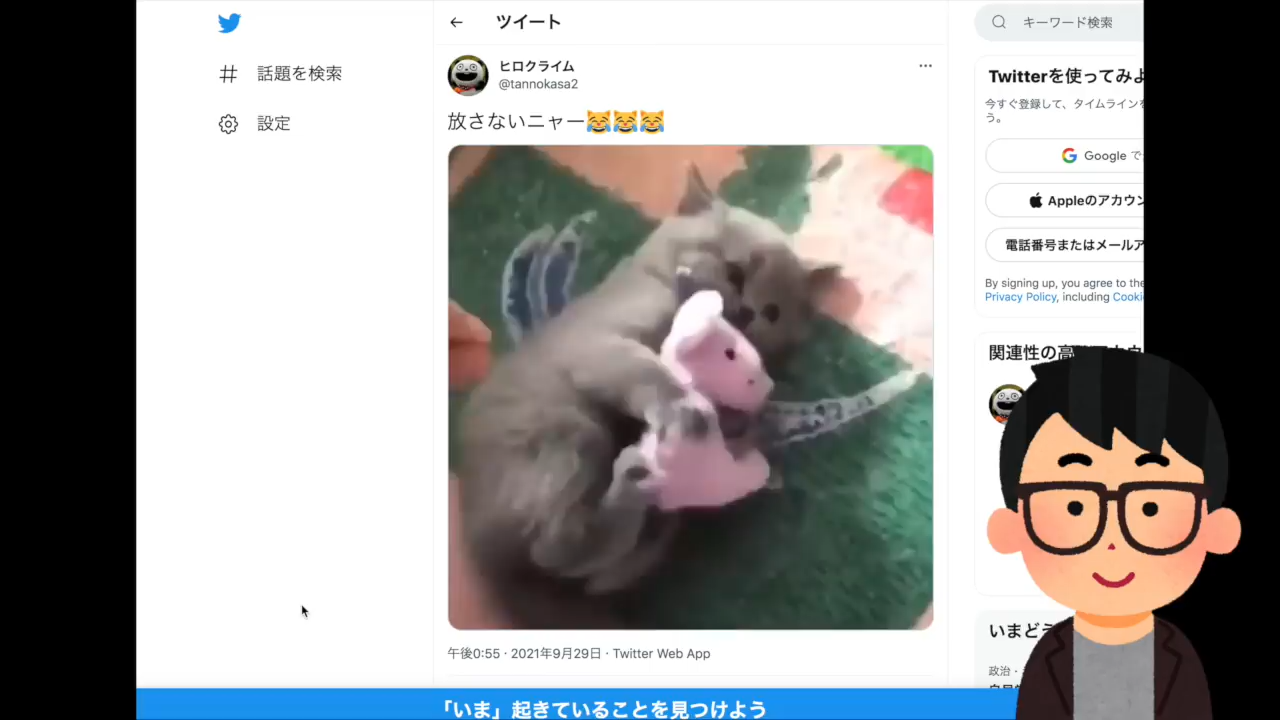 ツイート
キーワード検索
話題を検索
設定
ヒロクライム
@tannokasa2
放さないニャー😹😹😹
午後0:55 · 2021年9月29日 · Twitter Web App
Twitterを使ってみよ
今すぐ登録して、タイムラインを
う。
Google で
Appleのアカウン
電話番号またはメールア
By signing up, you agree to the
Privacy Policy, including Cooki
関連性の高
いまどう
政治 ·
「いま」起きていることを見つけよう